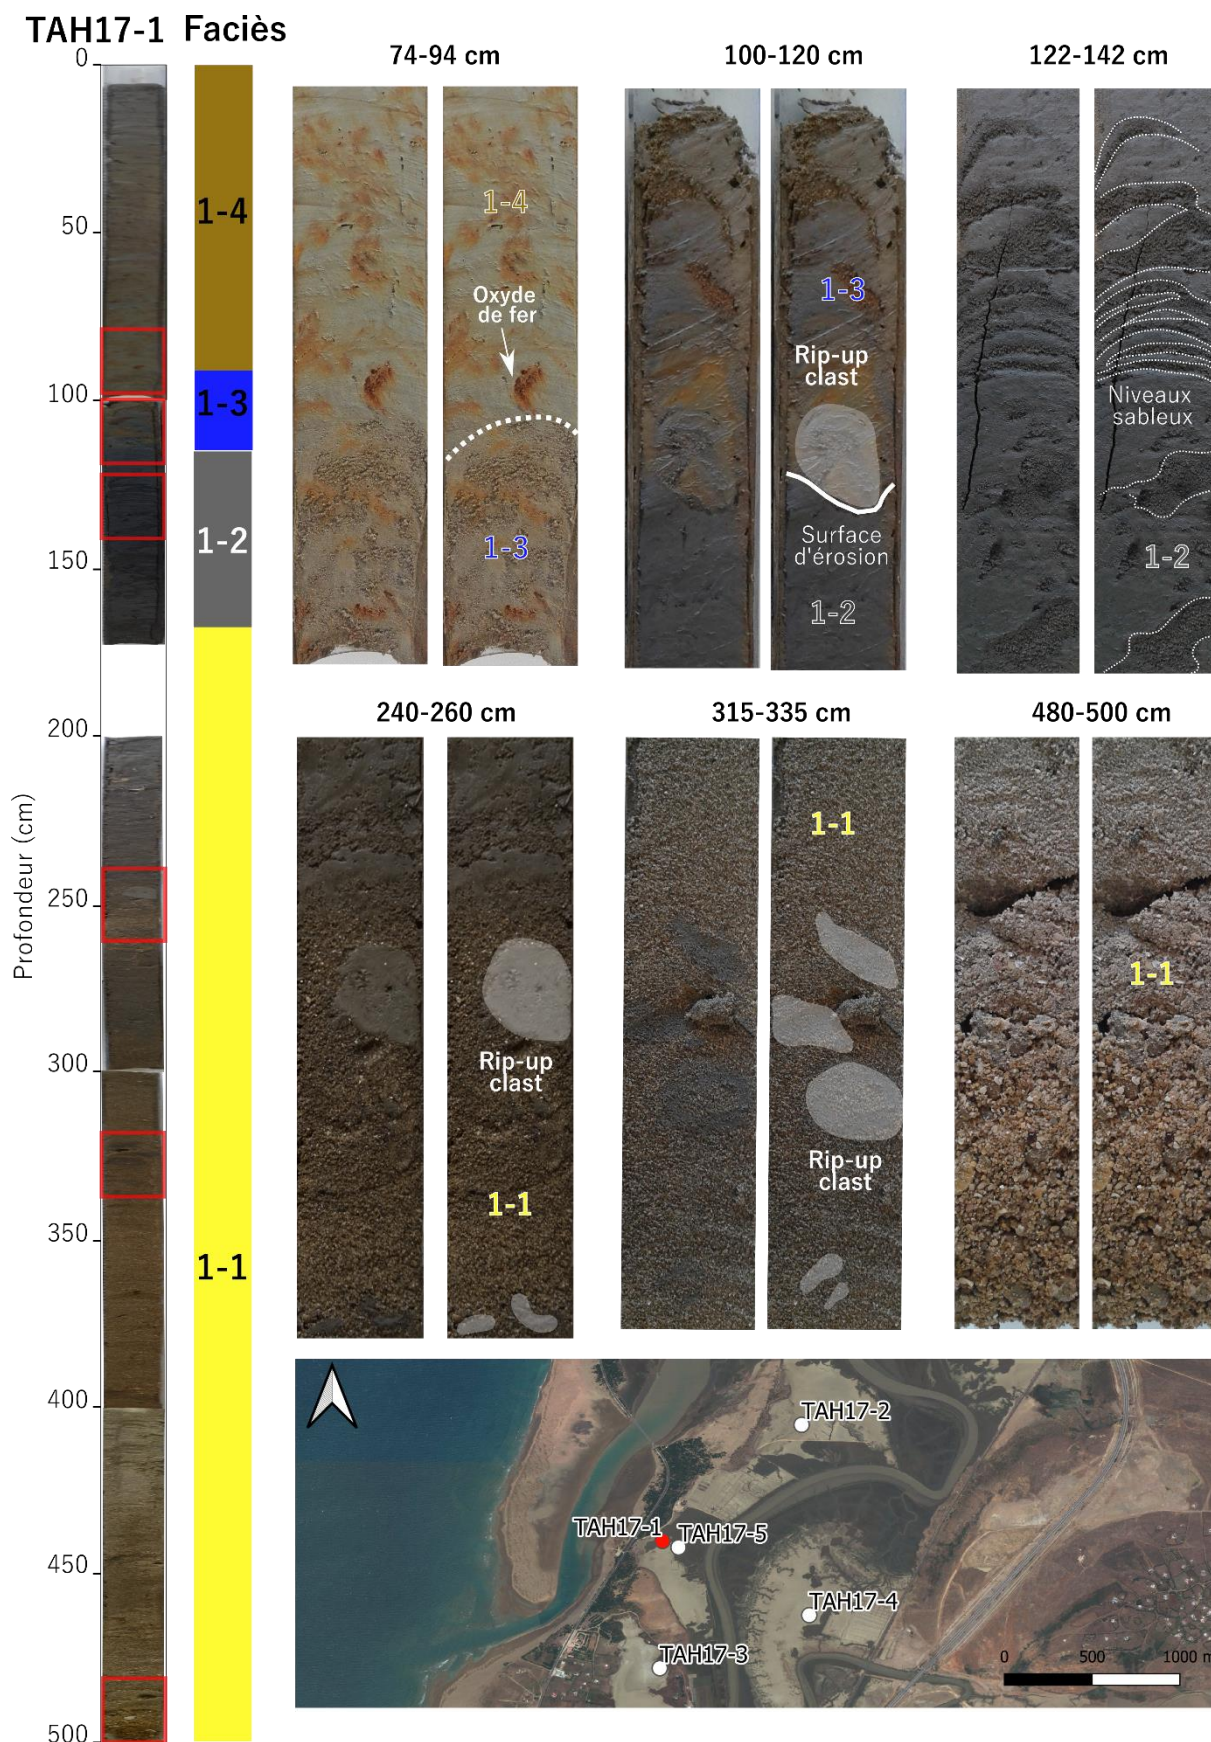 TAH17-1 Faciès
74-94 cm
100-120 cm
122-142 cm
0
50
100
150
200
250
300
350
400
450
500
Profondeur (cm)
1-4
1-3
1-2
1-1
1-4
Oxyde
de fer
1-3
1-3
Rip-up
clast
Surface
d'érosion
1-2
Niveaux
sableux
1-2
240-260 cm
315-335 cm
480-500 cm
Rip-up
clast
1-1
1-1
Rip-up
clast
1-1
TAH17-2
TAH17-1
TAH17-5
TAH17-4
TAH17-3
0 500 1000 m